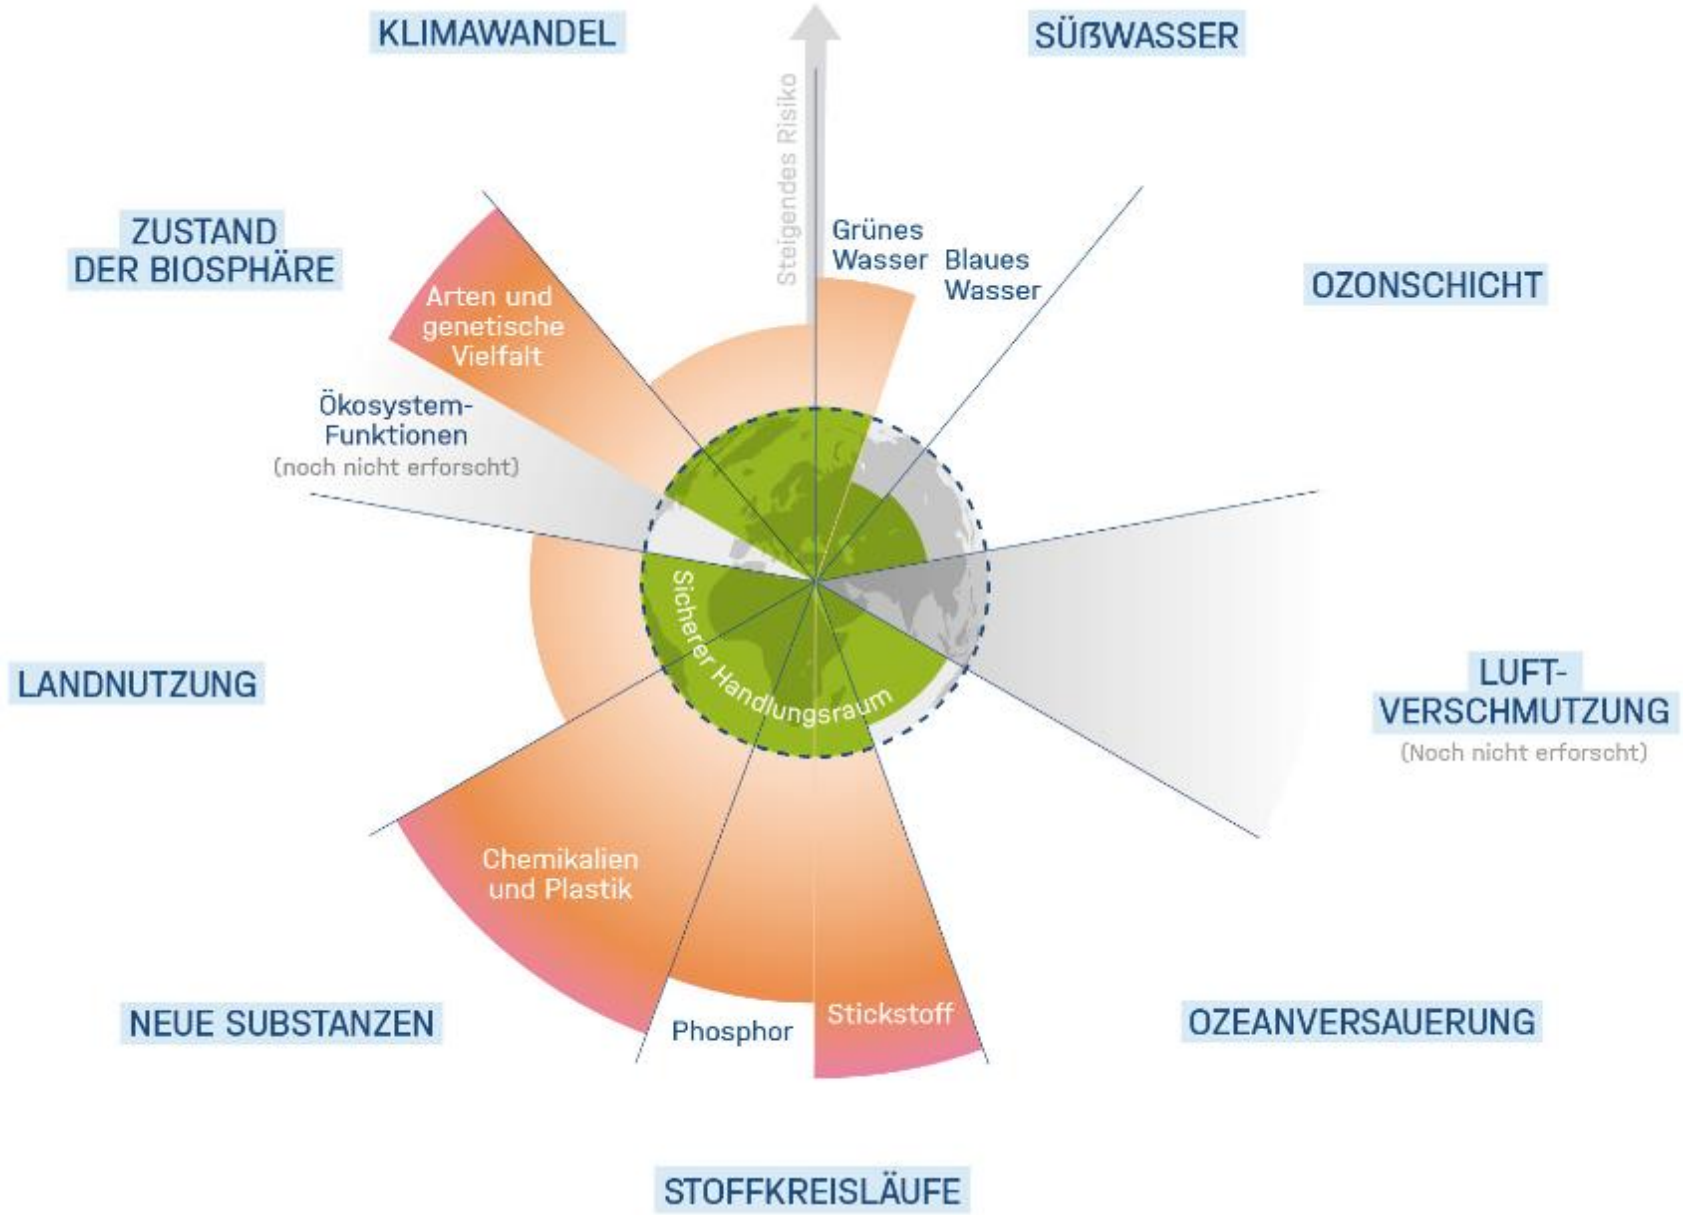 KLIMAWANDEL
SÜßWASSER
Steigendes Risiko
Grünes
Wasser
Blaues
Wasser
ZUSTAND
DER BIOSPHÄRE
OZONSCHICHT
Arten und
genetische
Vielfalt
Ökosystem-
Funktionen
(noch nicht erforscht)
Sicherer Handlungsraum
LANDNUTZUNG
LUFT-
VERSCHMUTZUNG
(Noch nicht erforscht)
Chemikalien
und Plastik
NEUE SUBSTANZEN
Phosphor
Stickstoff
OZEANVERSAUERUNG
STOFFKREISLÄUFE